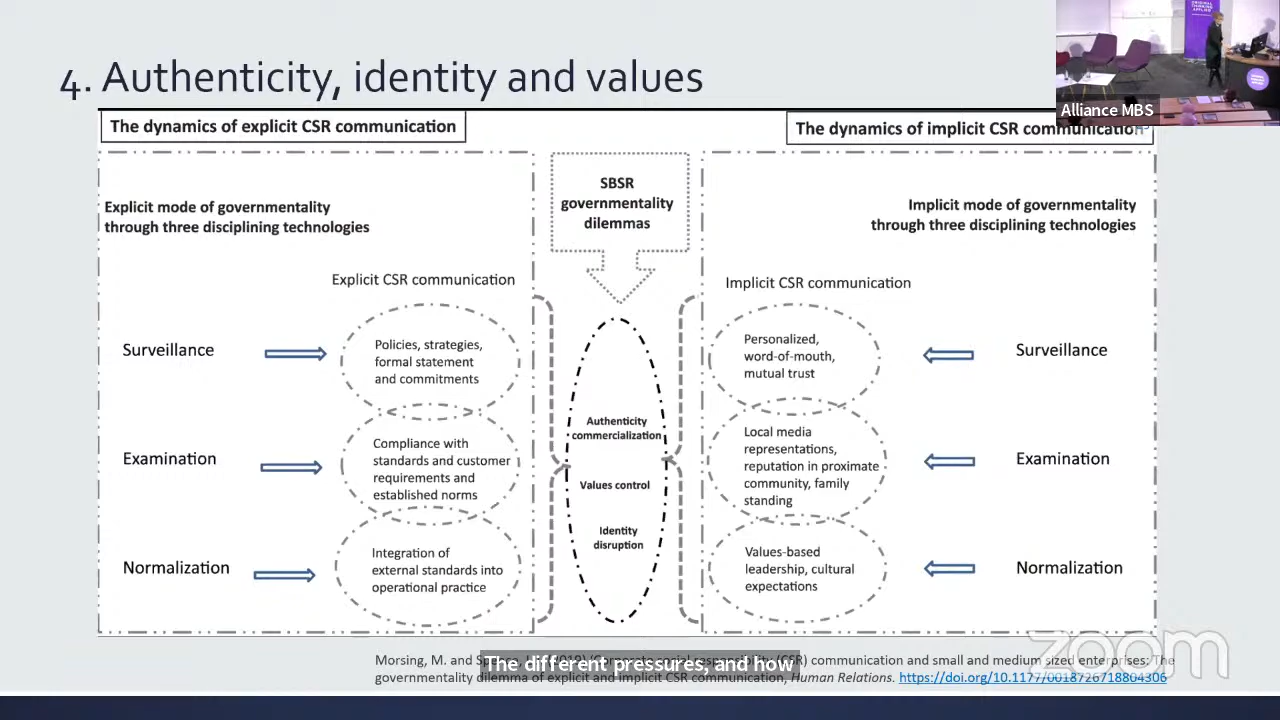 4. Authenticity, identity and values
ORIGINAL
THINKING
APPLIED
Alliance MBS
The dynamics of explicit CSR communication
The dynamics of implicit CSR communication
Explicit mode of governmentality
through three disciplining technologies
SBSR
governmentality
dilemmas
Implicit mode of governmentality
through three disciplining technologies
Explicit CSR communication
Implicit CSR communication
Surveillance
Policies, strategies,
formal statement
and commitments
Personalized,
word-of-mouth,
mutual trust
Surveillance
Examination
Compliance with
standards and customer
requirements and
established norms
Authenticity
commercialization
Values control
Identity
disruption
Local media
representations,
reputation in proximate
community, family
standing
Examination
Normalization
Integration of
external standards into
operational practice
Values-based
leadership, cultural
expectations
Normalization
zoom
Morsing, M. and (CSR) communication and small and medium sized enterprises: The
governmentality dilemma of explicit and implicit CSR communication, Human Relations. https://doi.org/10.1177/0018726718804306
The different pressures, and how